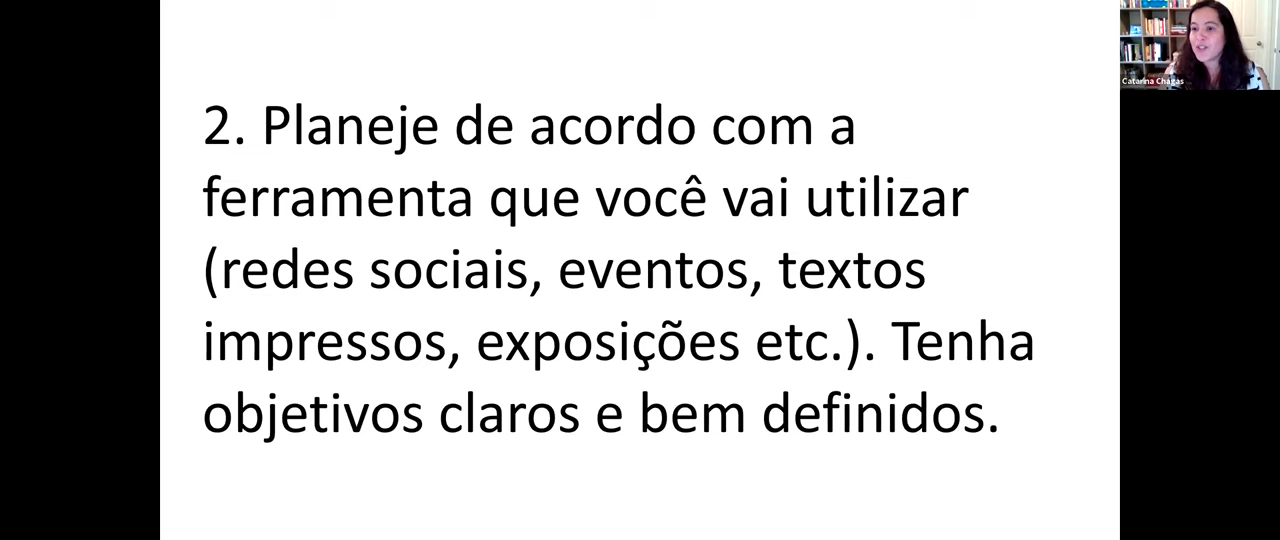 2. Planeje de acordo com a
ferramenta que você vai utilizar
(redes sociais, eventos, textos
impressos, exposições etc.). Tenha
objetivos claros e bem definidos.
Catarina Chagas